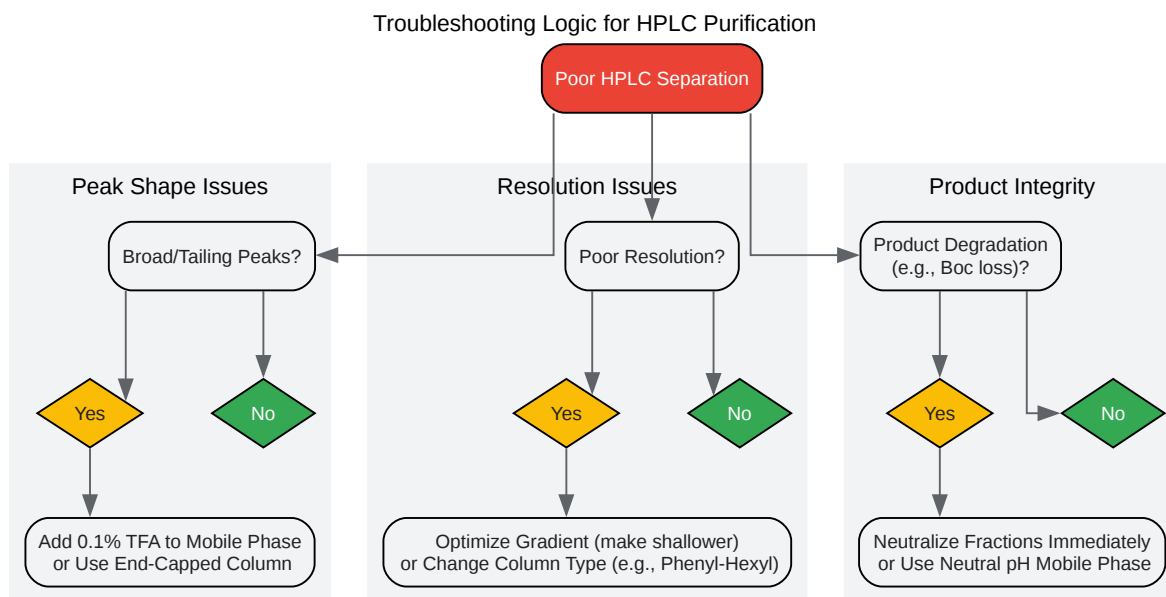 Troubleshooting Logic for HPLC Purification
Poor HPLC Separation
Peak Shape Issues
Resolution Issues
Product Integrity
Broad/Tailing Peaks?
Poor Resolution?
Product Degradation
(e.g., Boc loss)?
Yes
No
Yes
No
Yes
No
Add 0.1% TFA to Mobile Phase
or Use End-Capped Column
Optimize Gradient (make shallower)
or Change Column Type (e.g., Phenyl-Hexyl)
Neutralize Fractions Immediately
or Use Neutral pH Mobile Phase